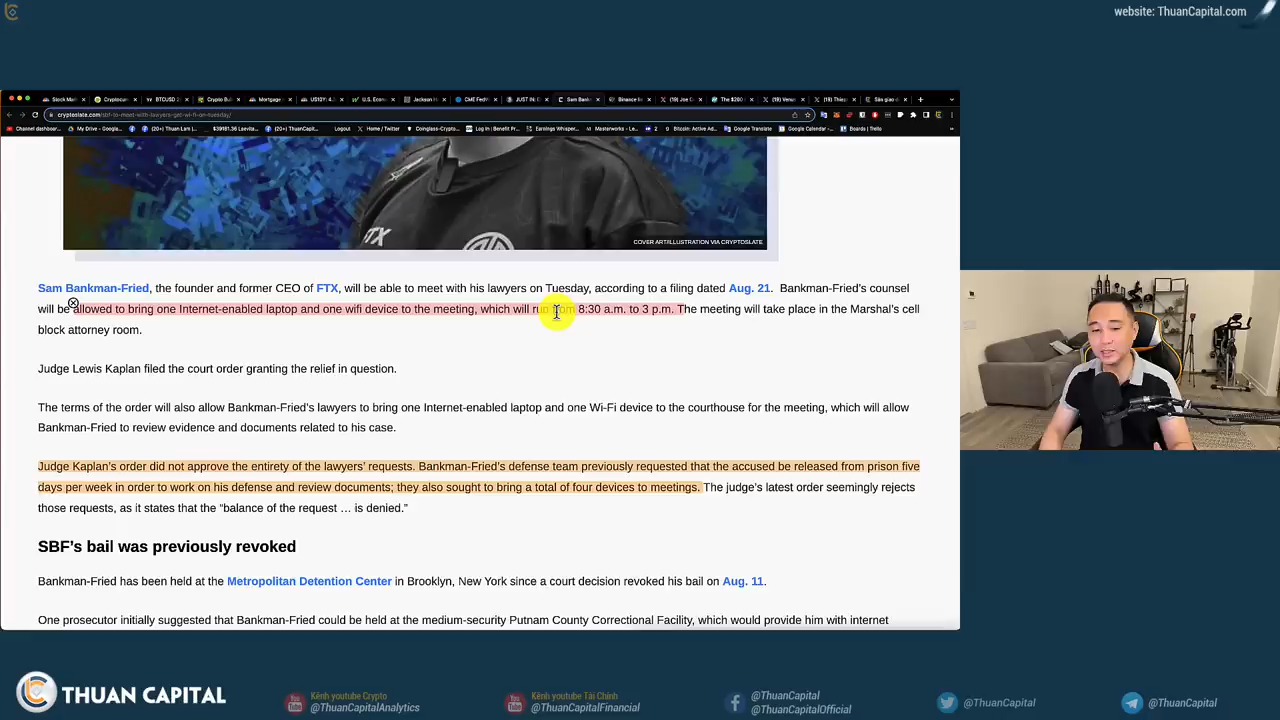 website: ThuanCapital.com
cryptoslate.com/sbf-to-meet-with-lawyers-get-wi-fi-on-tuesday/
FTX
COVER ART/ILLUSTRATION VIA CRYPTOSLATE
Sam Bankman-Fried, the founder and former CEO of FTX, will be able to meet with his lawyers on Tuesday, according to a filing dated Aug. 21. Bankman-Fried's counsel
will be allowed to bring one Internet-enabled laptop and one wifi device to the meeting, which will run from 8:30 a.m. to 3 p.m. The meeting will take place in the Marshal's cell
block attorney room.
Judge Lewis Kaplan filed the court order granting the relief in question.
The terms of the order will also allow Bankman-Fried's lawyers to bring one Internet-enabled laptop and one Wi-Fi device to the courthouse for the meeting, which will allow
Bankman-Fried to review evidence and documents related to his case.
Judge Kaplan's order did not approve the entirety of the lawyers' requests. Bankman-Fried's defense team previously requested that the accused be released from prison five
days per week in order to work on his defense and review documents; they also sought to bring a total of four devices to meetings. The judge's latest order seemingly rejects
those requests, as it states that the “balance of the request … is denied.”
SBF's bail was previously revoked
Bankman-Fried has been held at the Metropolitan Detention Center in Brooklyn, New York since a court decision revoked his bail on Aug. 11.
One prosecutor initially suggested that Bankman-Fried could be held at the medium-security Putnam County Correctional Facility, which would provide him with internet
THUAN CAPITAL
Kênh youtube Crypto
@ThuanCapitalAnalytics
Kênh youtube Tài Chính
@ThuanCapitalFinancial
@ThuanCapital
@ThuanCapitalOfficial
@ThuanCapital
@ThuanCapital